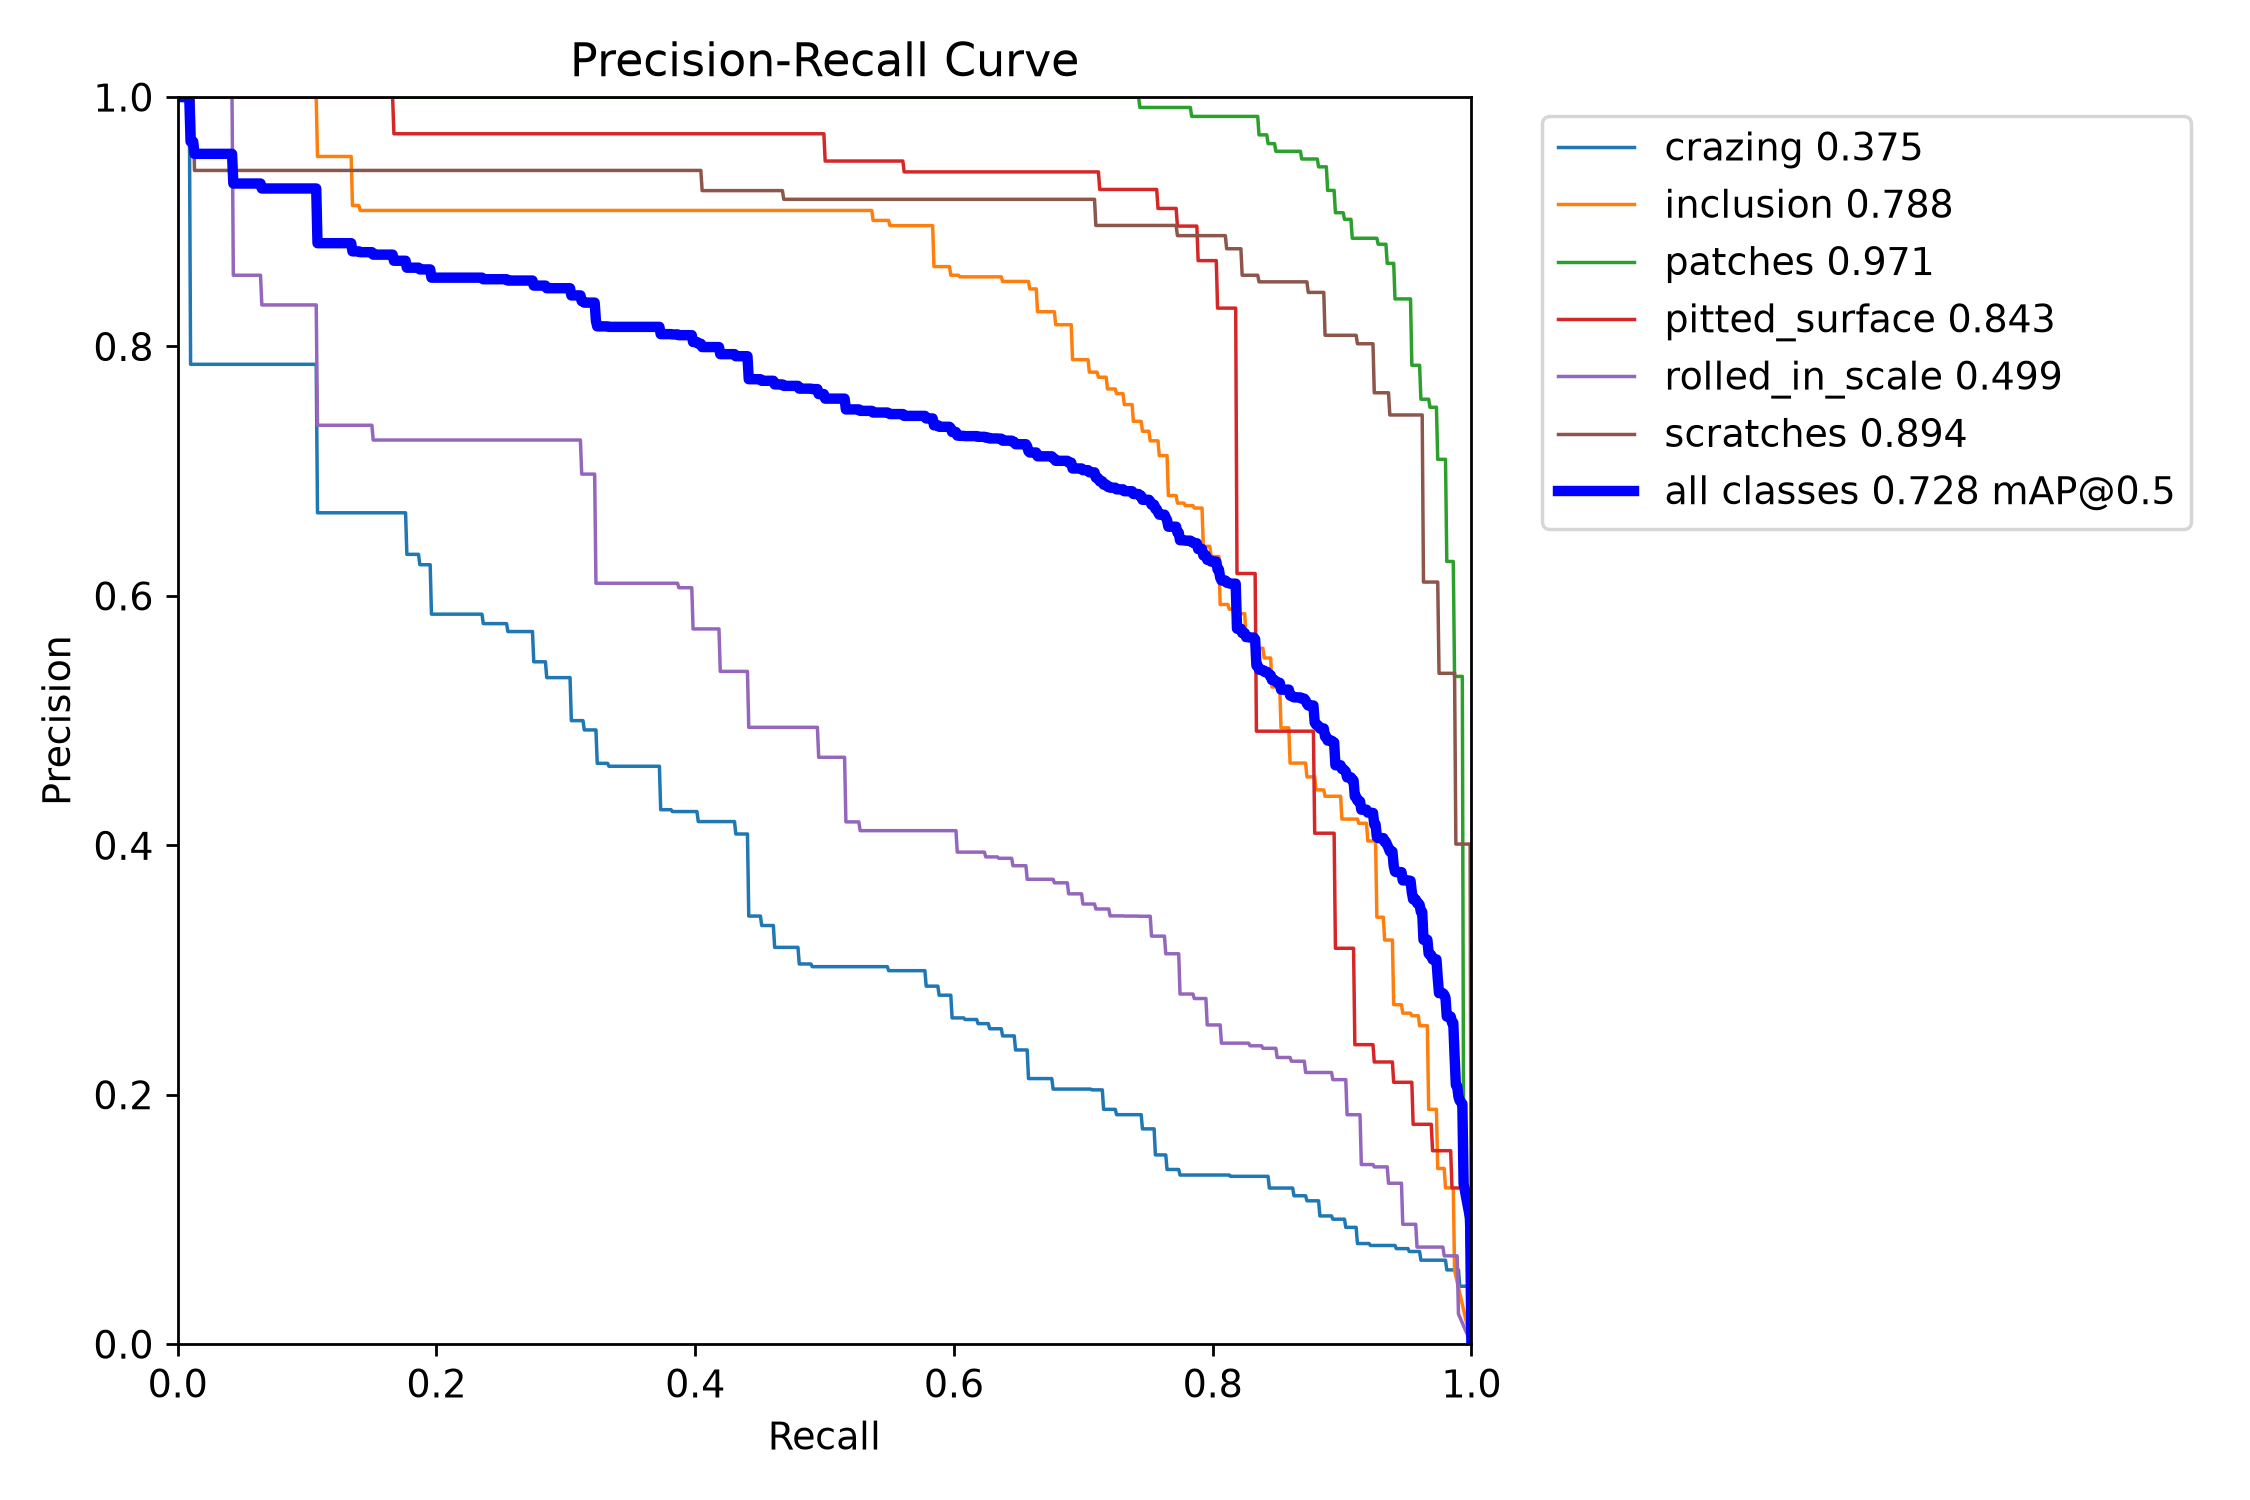 Precision-Recall Curve
1.0
0.8
0.6
0.4
0.2
0.0
Precision
0.0 0.2 0.4 0.6 0.8 1.0
Recall
crazing 0.375
inclusion 0.788
patches 0.971
pitted_surface 0.843
rolled_in_scale 0.499
scratches 0.894
all classes 0.728 mAP@0.5